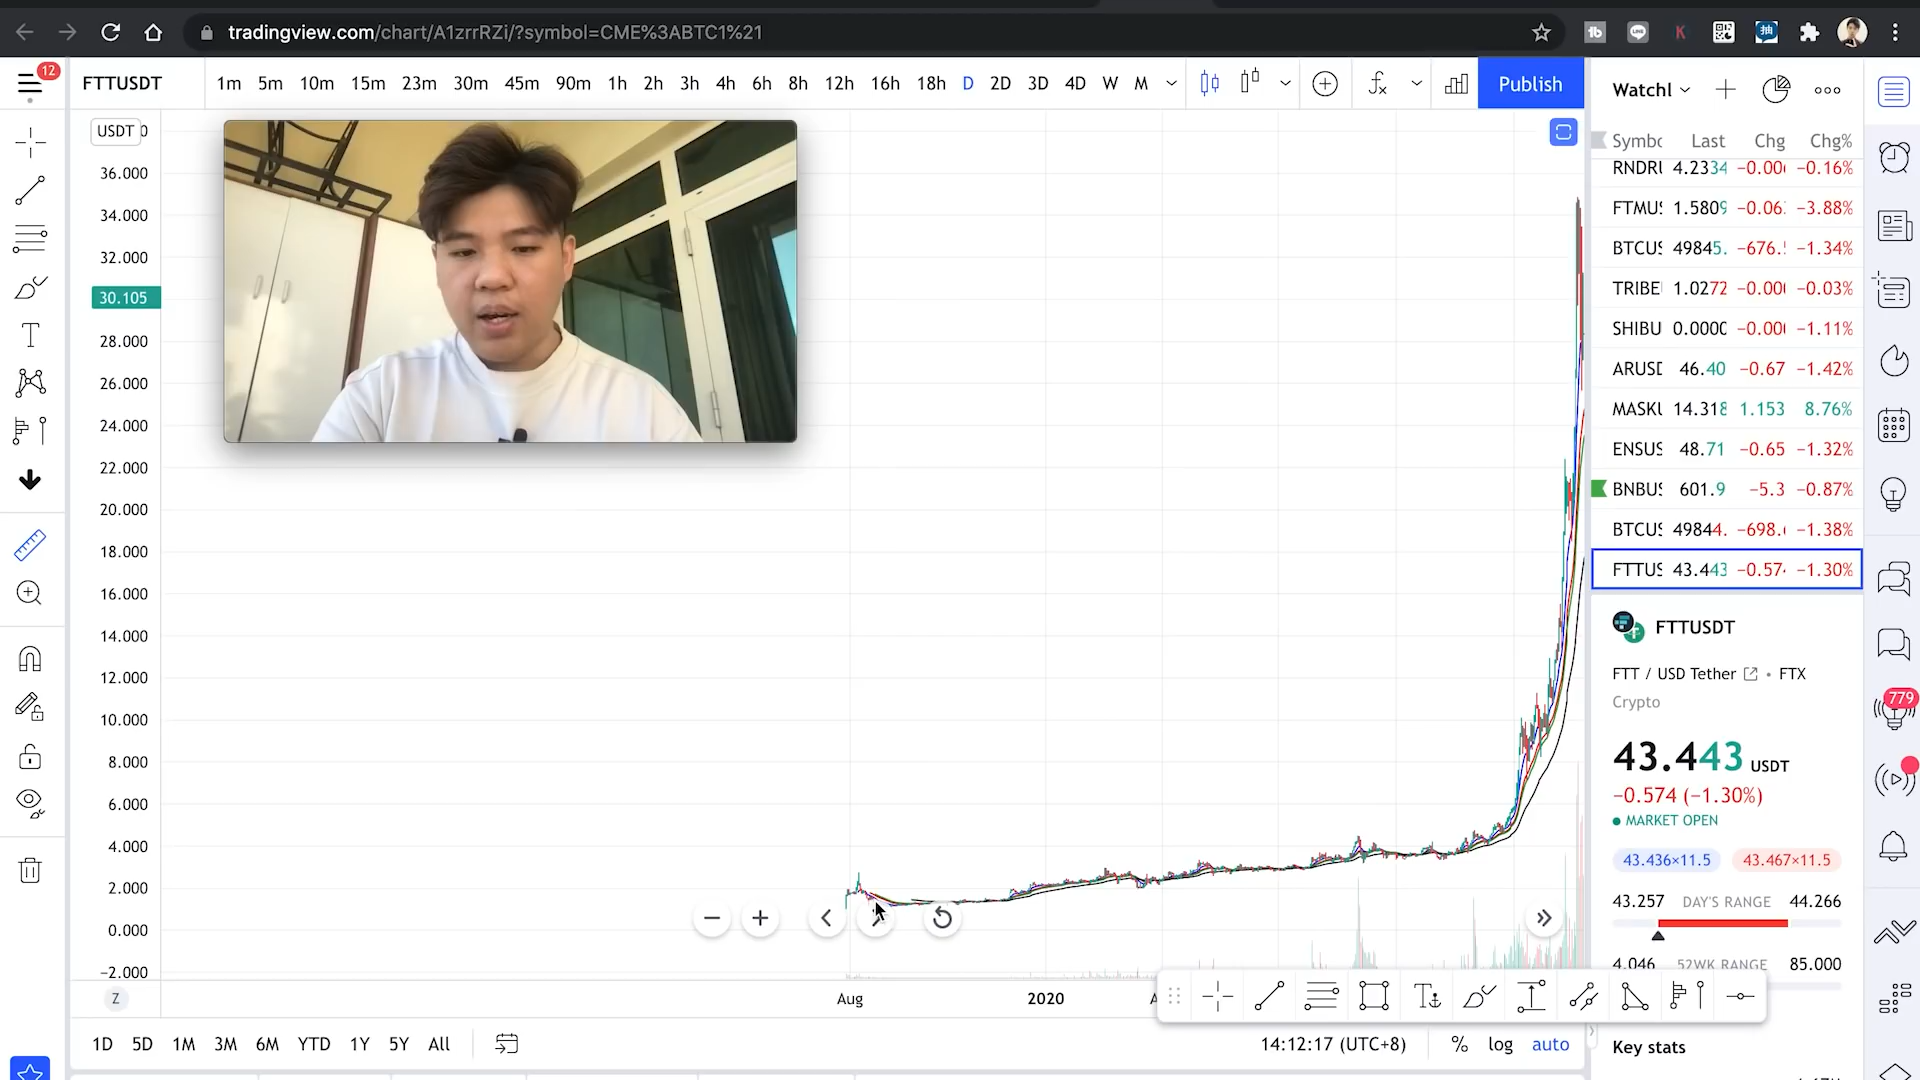 tradingview.com/chart/A1zrrRZi/?symbol=CME%3ABTC1%21
12
FTTUSDT
1m 5m 10m 15m 23m 30m 45m 90m 1h 2h 3h 4h 6h 8h 12h 16h 18h D 2D 3D 4D W M
Publish
Watchl
USDT
Symbo Last Chg Chg%
RNDRU 4.2334 −0.00 −0.16%
FTMUS 1.5809 −0.06 −3.88%
BTCUS 49845. −676. −1.34%
TRIBE 1.0272 −0.00 −0.03%
SHIBU 0.0000 −0.00 −1.11%
ARUSD 46.40 −0.67 −1.42%
MASKU 14.318 1.153 8.76%
ENSUS 48.71 −0.65 −1.32%
BNBUS 601.9 −5.3 −0.87%
BTCUS 49844. −698. −1.38%
FTTUS 43.443 −0.57 −1.30%
36.000
34.000
32.000
30.105
28.000
26.000
24.000
22.000
20.000
18.000
16.000
14.000
12.000
10.000
8.000
6.000
4.000
2.000
0.000
−2.000
Z
Aug 2020 A
FTTUSDT
FTT / USD Tether • FTX
Crypto
43.443 USDT
−0.574 (−1.30%)
MARKET OPEN
43.436×11.5 43.467×11.5
43.257 DAY'S RANGE 44.266
4.046 52WK RANGE 85.000
Key stats
779
1D 5D 1M 3M 6M YTD 1Y 5Y All
14:12:17 (UTC+8) % log auto